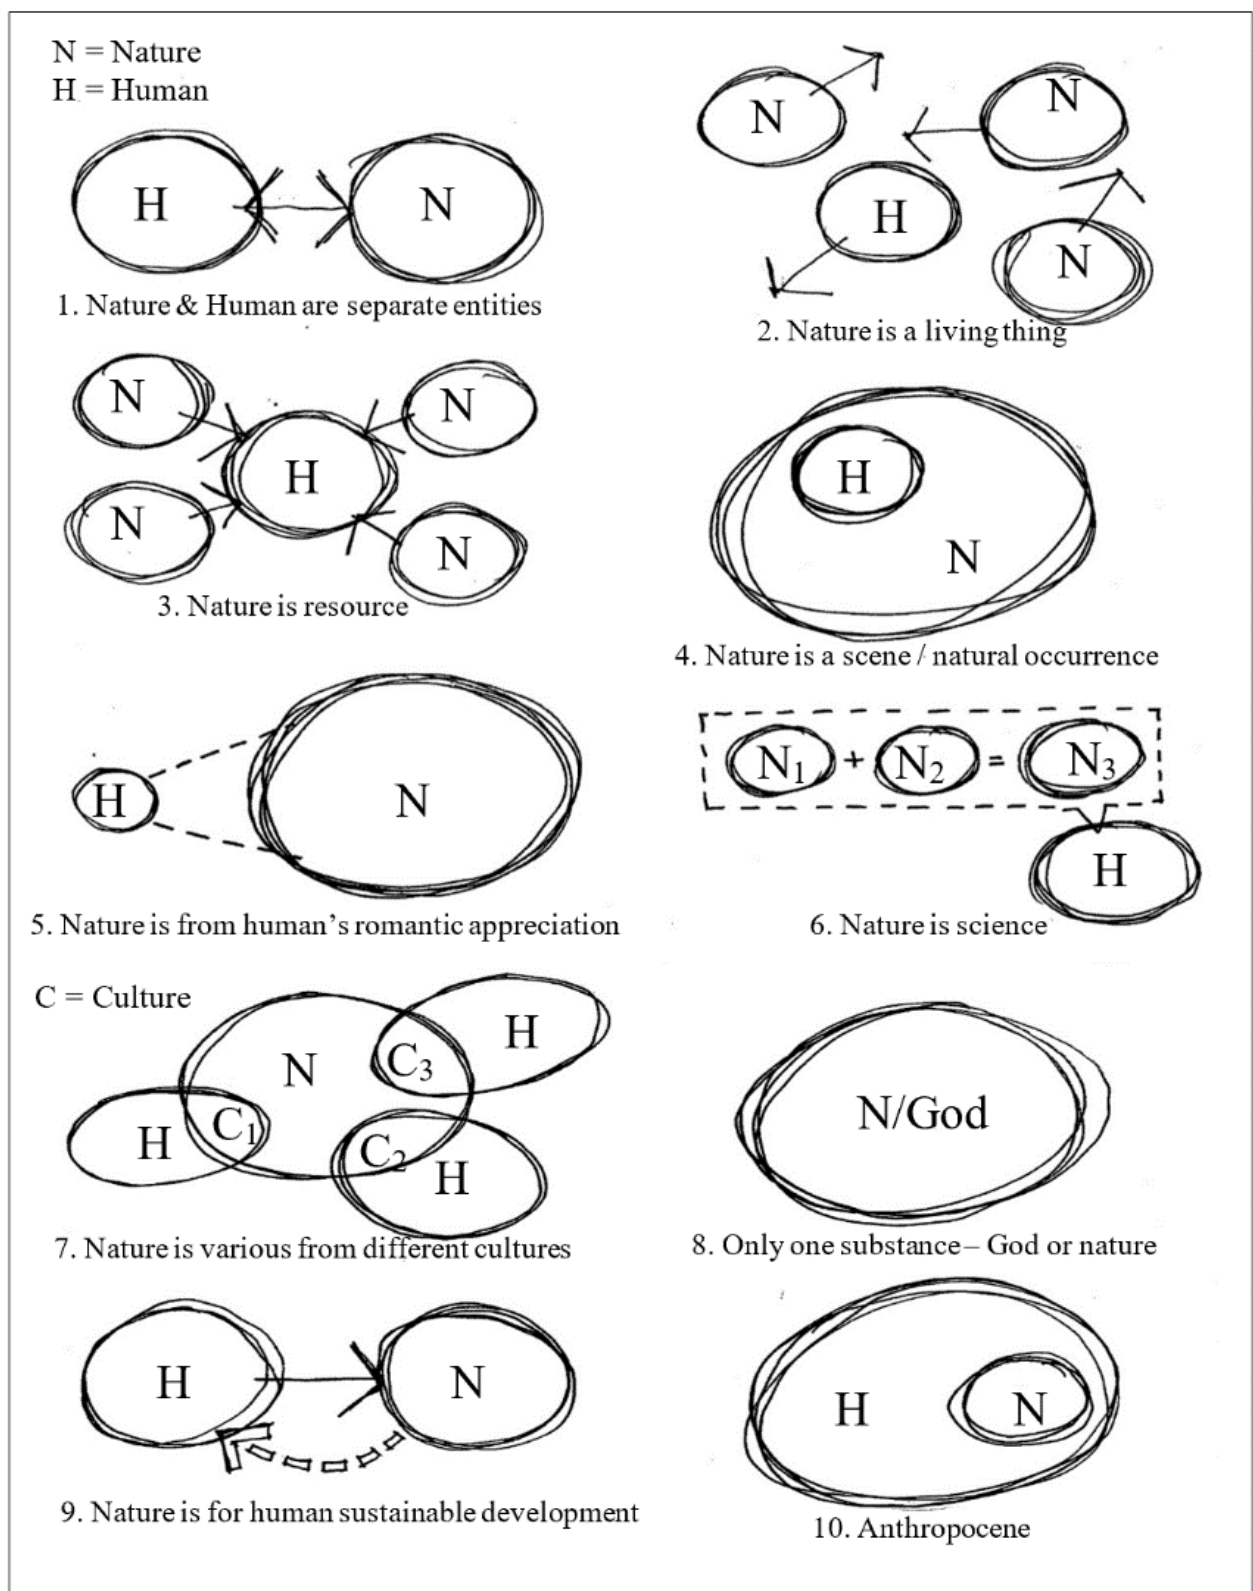 N = Nature
H = Human
H
N
1. Nature & Human are separate entities
N
N
H
N
2. Nature is a living thing
N
N
H
N
N
3. Nature is resource
H
N
4. Nature is a scene / natural occurrence
H
N
5. Nature is from human’s romantic appreciation
N₁ + N₂ = N₃
H
6. Nature is science
C = Culture
N
H
C₃
H
C₁
C₂
H
7. Nature is various from different cultures
N/God
8. Only one substance – God or nature
H
N
9. Nature is for human sustainable development
H
N
10. Anthropocene